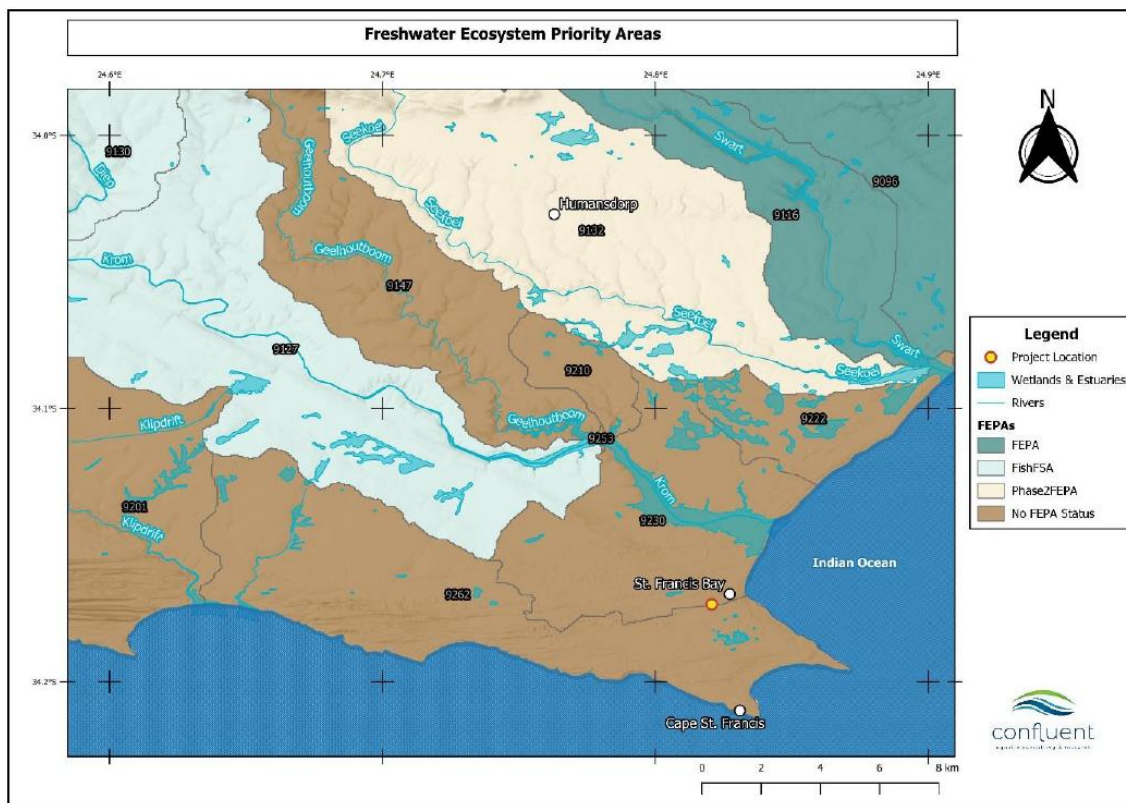 Freshwater Ecosystem Priority Areas
24.6°E
24.7°E
24.8°E
24.9°E
34.0°S
34.1°S
34.2°S
9130
Diep
Geelhoutboom
Seekoei
Swart
9096
Seekoei
Humansdorp
9132
9116
Krom
Geelhoutboom
9147
Seekoei
Swart
9127
9210
Seekoei
Klipdrift
Geelhoutboom
9222
9253
9201
Krom
9230
Klipdrift
Indian Ocean
St. Francis Bay
9262
Cape St. Francis
N
Legend
Project Location
Wetlands & Estuaries
Rivers
FEPAs
FEPA
FishFSA
Phase2FEPA
No FEPA Status
confluent
0 2 4 6 8 km